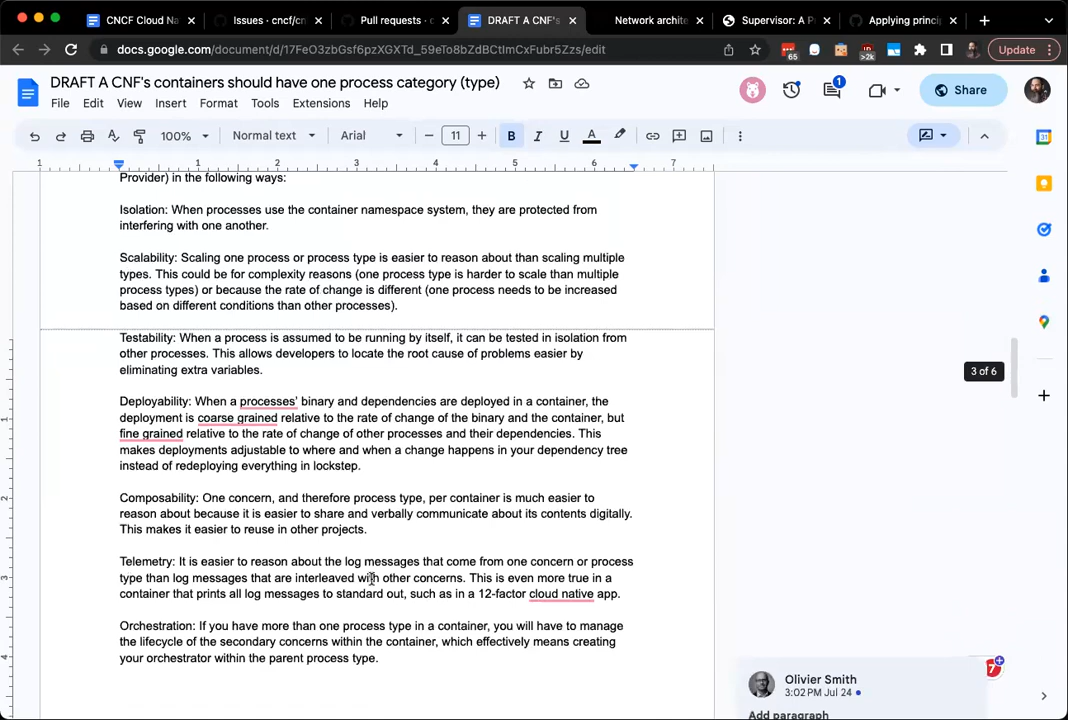 CNCF Cloud Na
Issues · cncf/cn
Pull requests · c
DRAFT A CNF's
Network archite
Supervisor: A P
Applying princip
docs.google.com/document/d/17FeO3zbGsf6pzXGXTd_59eTo8bZdBCtImCxFubr5Zzs/edit
65
>2k
Update
DRAFT A CNF's containers should have one process category (type)
1
Share
File Edit View Insert Format Tools Extensions Help
100% Normal text Arial 11 B I U A
1 1 2 3 4 5 6 7
Provider) in the following ways:
Isolation: When processes use the container namespace system, they are protected from
interfering with one another.
Scalability: Scaling one process or process type is easier to reason about than scaling multiple
types. This could be for complexity reasons (one process type is harder to scale than multiple
process types) or because the rate of change is different (one process needs to be increased
based on different conditions than other processes).
Testability: When a process is assumed to be running by itself, it can be tested in isolation from
other processes. This allows developers to locate the root cause of problems easier by
eliminating extra variables.
3 of 6
Deployability: When a processes' binary and dependencies are deployed in a container, the
deployment is coarse grained relative to the rate of change of the binary and the container, but
fine grained relative to the rate of change of other processes and their dependencies. This
makes deployments adjustable to where and when a change happens in your dependency tree
instead of redeploying everything in lockstep.
Composability: One concern, and therefore process type, per container is much easier to
reason about because it is easier to share and verbally communicate about its contents digitally.
This makes it easier to reuse in other projects.
Telemetry: It is easier to reason about the log messages that come from one concern or process
type than log messages that are interleaved with other concerns. This is even more true in a
container that prints all log messages to standard out, such as in a 12-factor cloud native app.
Orchestration: If you have more than one process type in a container, you will have to manage
the lifecycle of the secondary concerns within the container, which effectively means creating
your orchestrator within the parent process type.
1
2
3
4
7
Olivier Smith
3:02 PM Jul 24
Add paragraph